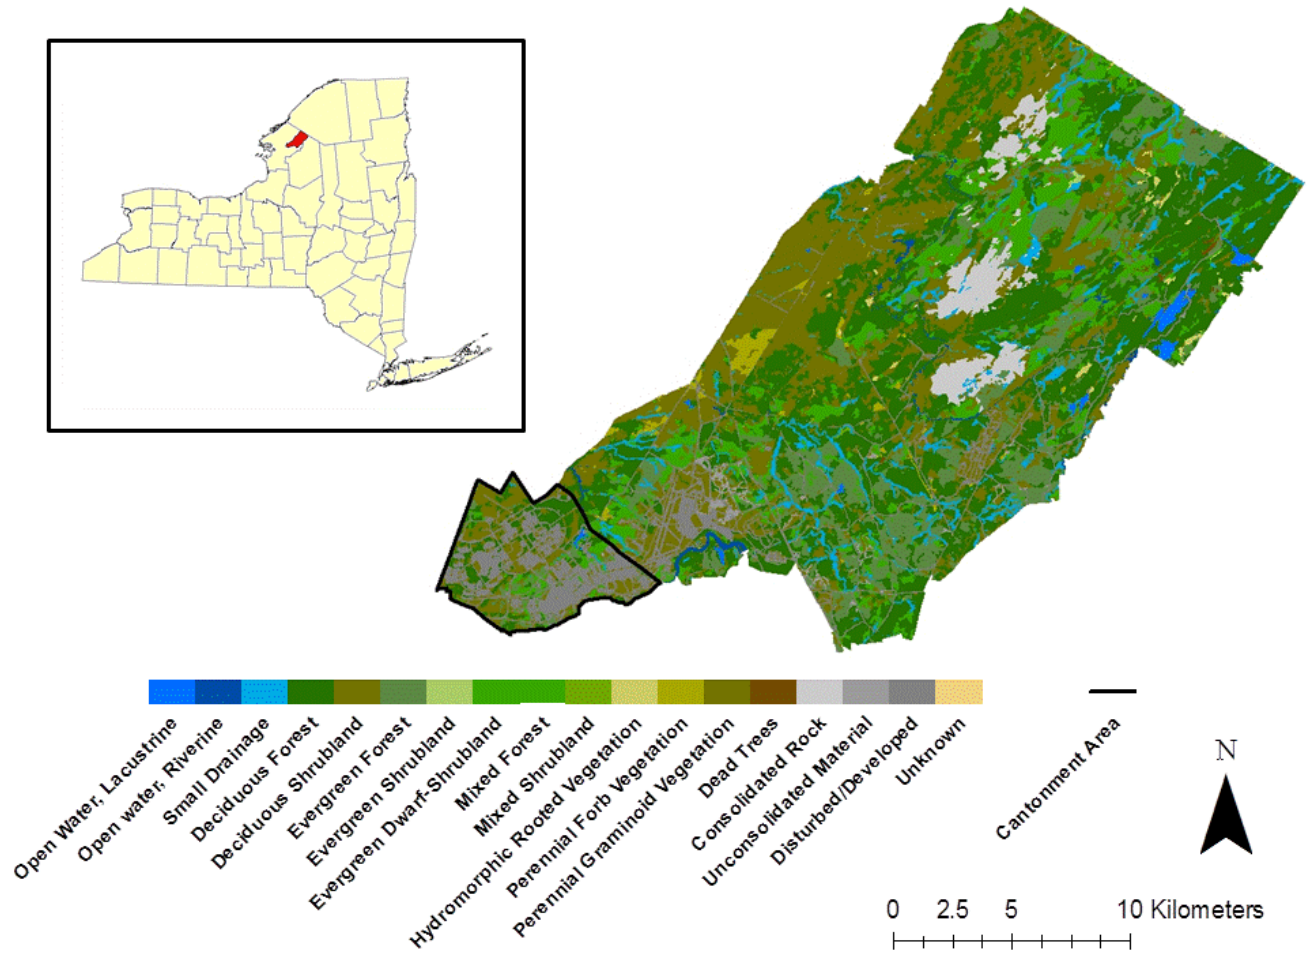 Open Water, Lacustrine
Open water, Riverine
Small Drainage
Deciduous Forest
Deciduous Shrubland
Evergreen Forest
Evergreen Shrubland
Evergreen Dwarf-Shrubland
Mixed Forest
Mixed Shrubland
Hydromorphic Rooted Vegetation
Perennial Forb Vegetation
Perennial Graminoid Vegetation
Dead Trees
Consolidated Rock
Unconsolidated Material
Disturbed/Developed
Unknown
Cantonment Area
N
0 2.5 5 10 Kilometers